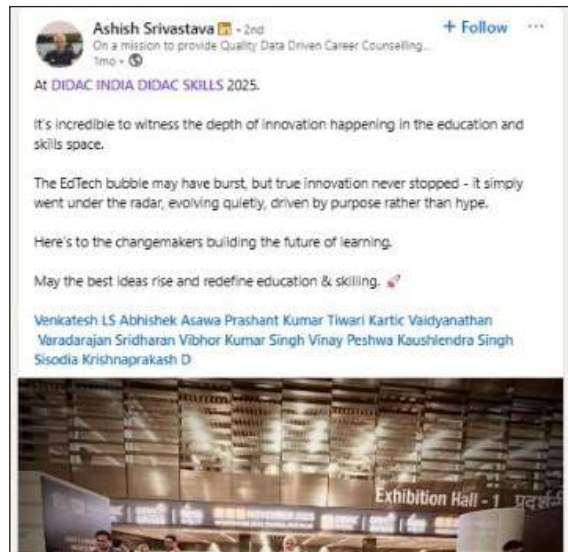 Ashish Srivastava • 2nd
+ Follow ...
On a mission to provide Quality Data Driven Career Counselling...
1mo •
At DIDAC INDIA DIDAC SKILLS 2025.
It's incredible to witness the depth of innovation happening in the education and
skills space.
The EdTech bubble may have burst, but true innovation never stopped - it simply
went under the radar, evolving quietly, driven by purpose rather than hype.
Here's to the changemakers building the future of learning.
May the best ideas rise and redefine education & skilling.
Venkatesh LS Abhishek Asawa Prashant Kumar Tiwari Kartic Vaidyanathan
Varadarajan Sridharan Vibhor Kumar Singh Vinay Peshwa Kaushlendra Singh
Sisodia Krishnaprakash D
Exhibition Hall - 1